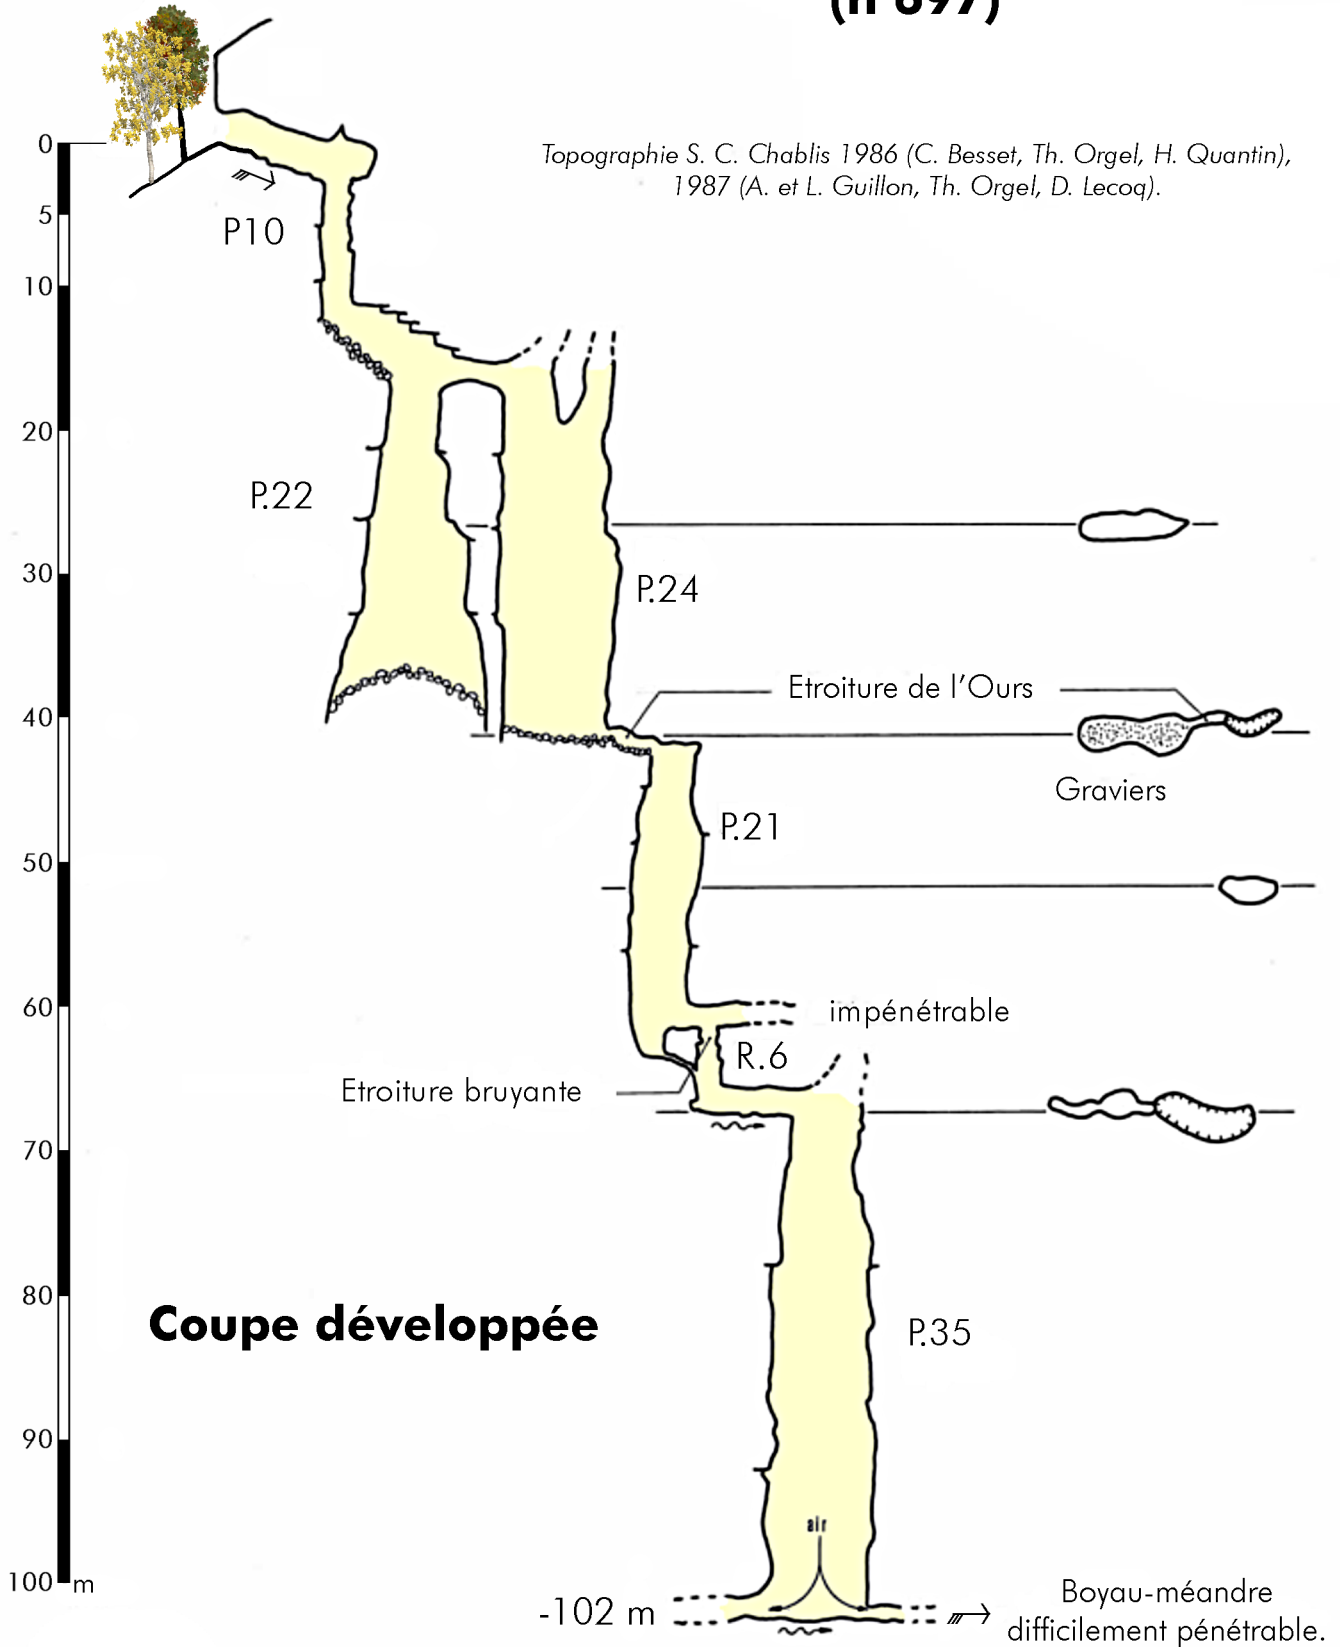 (n°697)
Topographie S. C. Chablis 1986 (C. Besset, Th. Orgel, H. Quantin),
1987 (A. et L. Guillon, Th. Orgel, D. Lecoq).
0
5
P10
10
20
P.22
30
P.24
Etroiture de l'Ours
40
Graviers
P.21
50
60
impénétrable
R.6
Etroiture bruyante
70
80
Coupe développée
P.35
90
air
100 m
-102 m
Boyau-méandre
difficilement pénétrable.